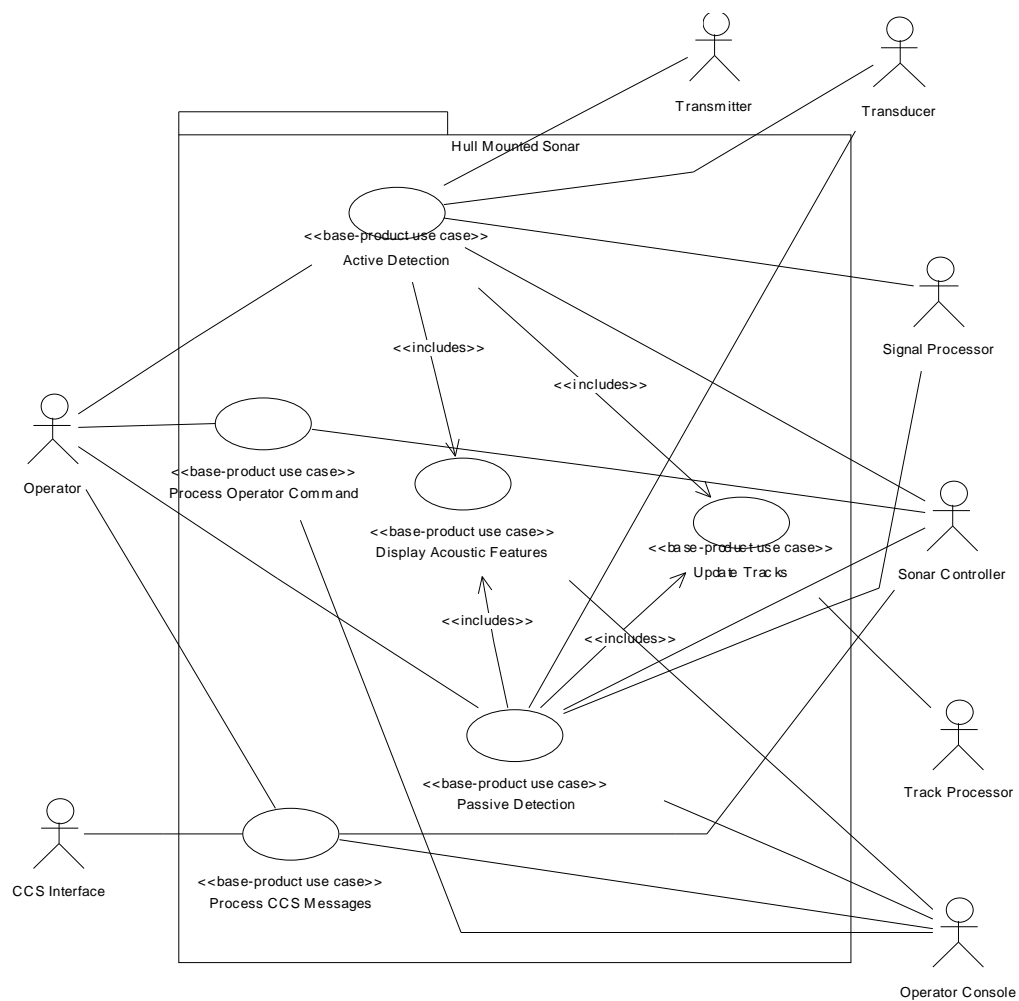 Transmitter
Transducer
Hull Mounted Sonar
<<base-product use case>>
Active Detection
<<includes>>
Signal Processor
<<includes>>
Operator
<<base-product use case>>
Process Operator Command
<<base-product use case>>
Display Acoustic Features
<<base-product use case>>
Update Tracks
Sonar Controller
<<includes>>
<<includes>>
<<base-product use case>>
Passive Detection
Track Processor
CCS Interface
<<base-product use case>>
Process CCS Messages
Operator Console